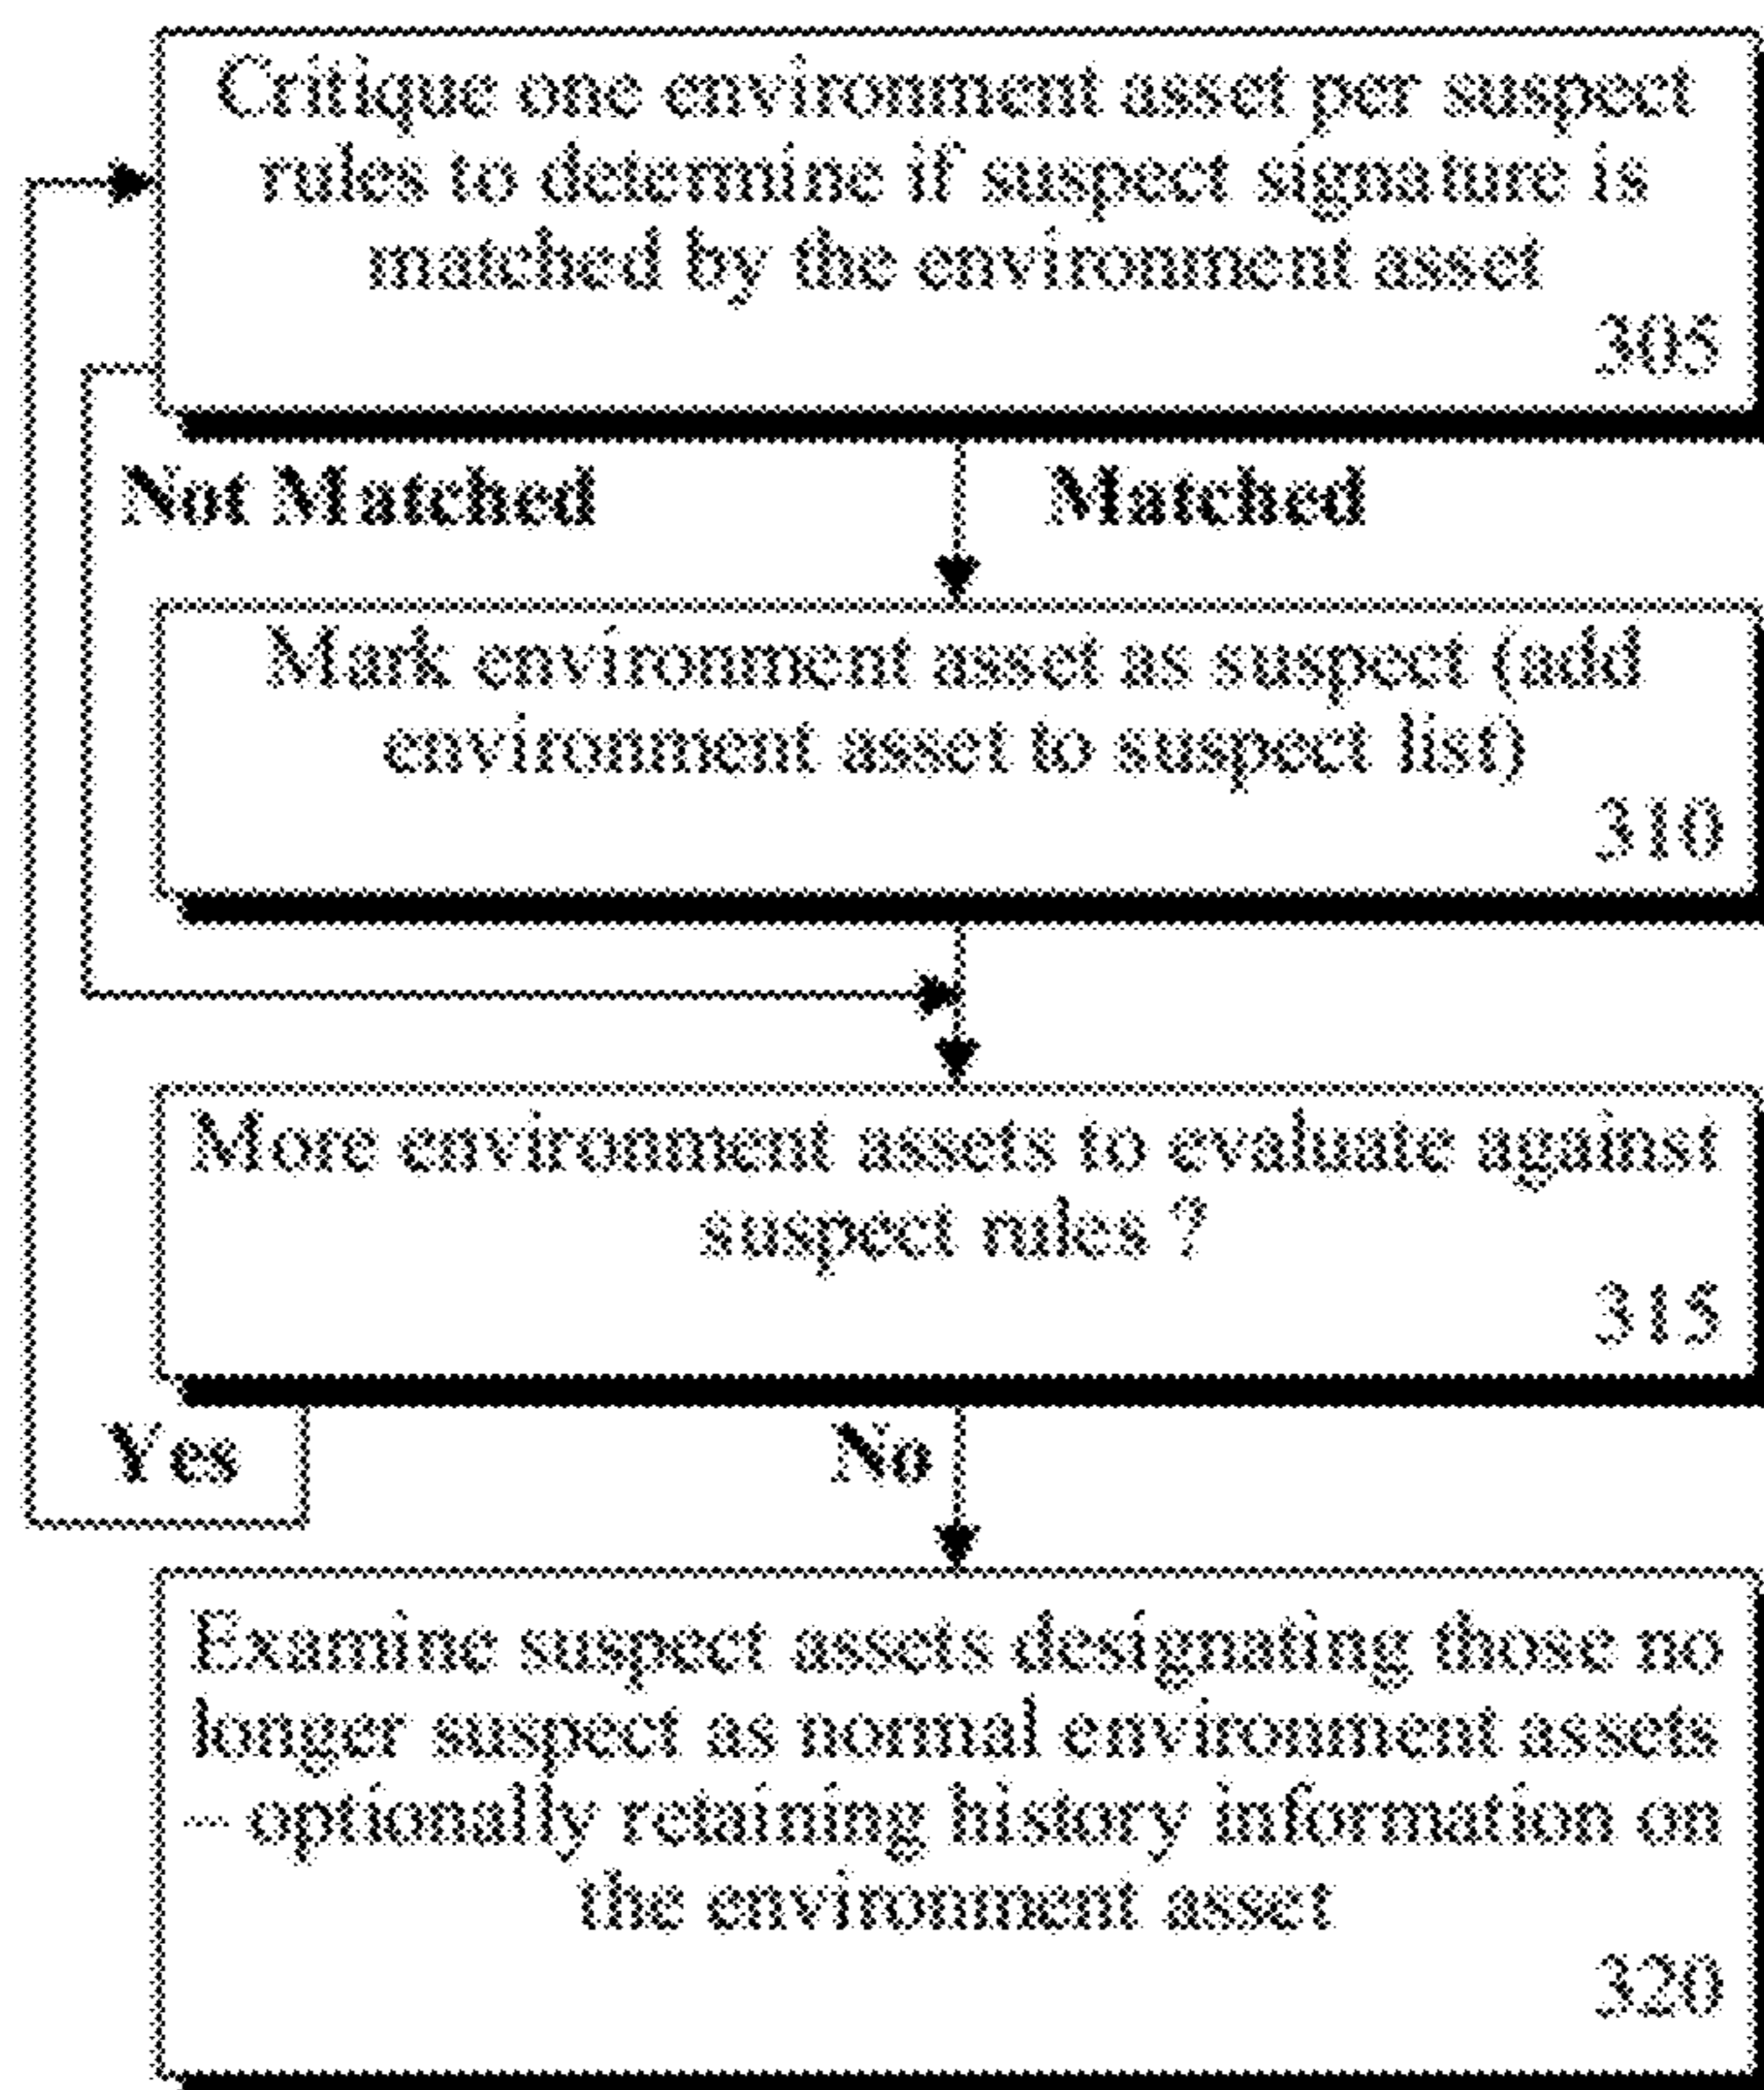 Critique one environment asset per suspect
rules to determine if suspect signature is
matched by the environment asset
305
Not Matched
Matched
Mark environment asset as suspect (add
environment asset to suspect list)
310
More environment assets to evaluate against
suspect rules ?
315
Yes
No
Examine suspect assets designating those no
longer suspect as normal environment assets
– optionally retaining history information on
the environment asset
320